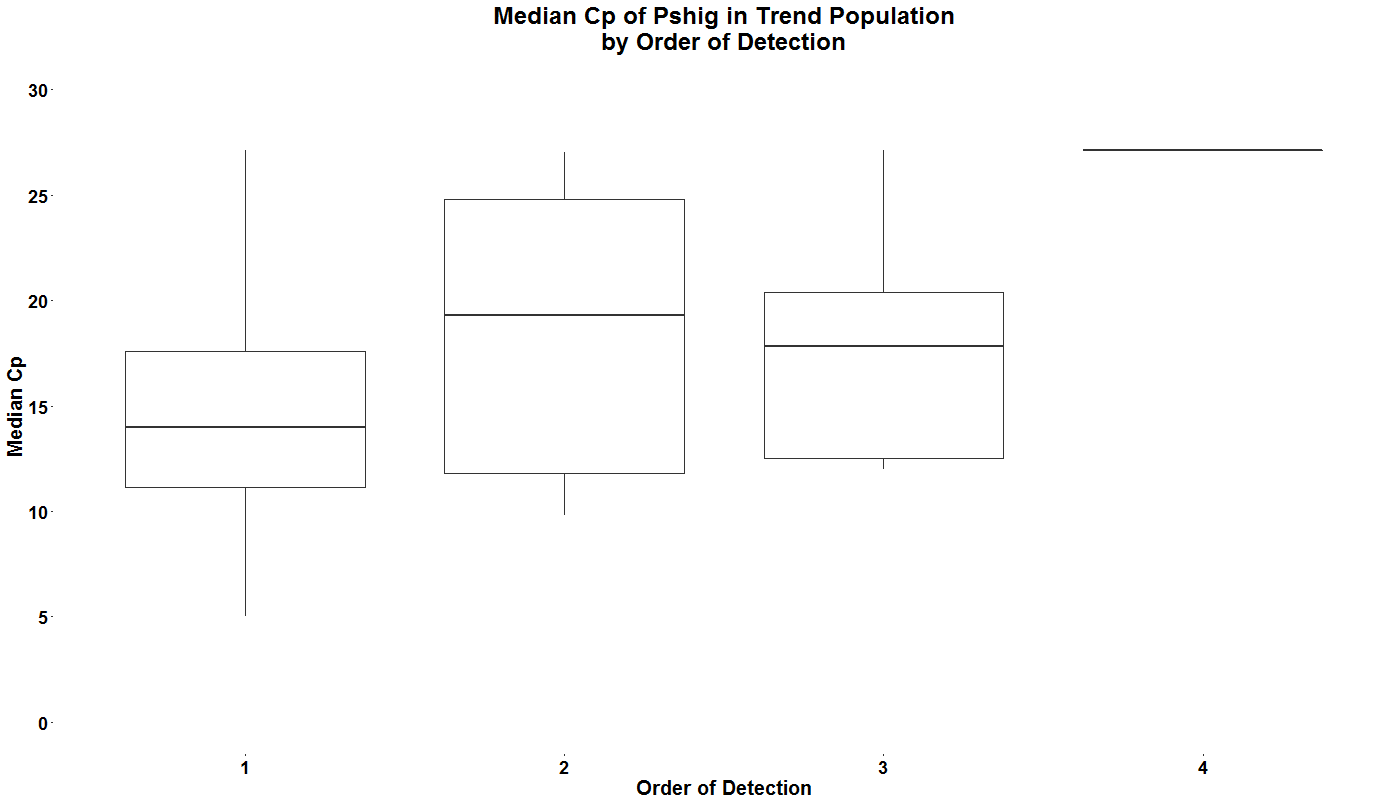 Median Cp of Pshig in Trend Population
by Order of Detection
30
25
20
15
10
5
0
Median Cp
1 2 3 4
Order of Detection